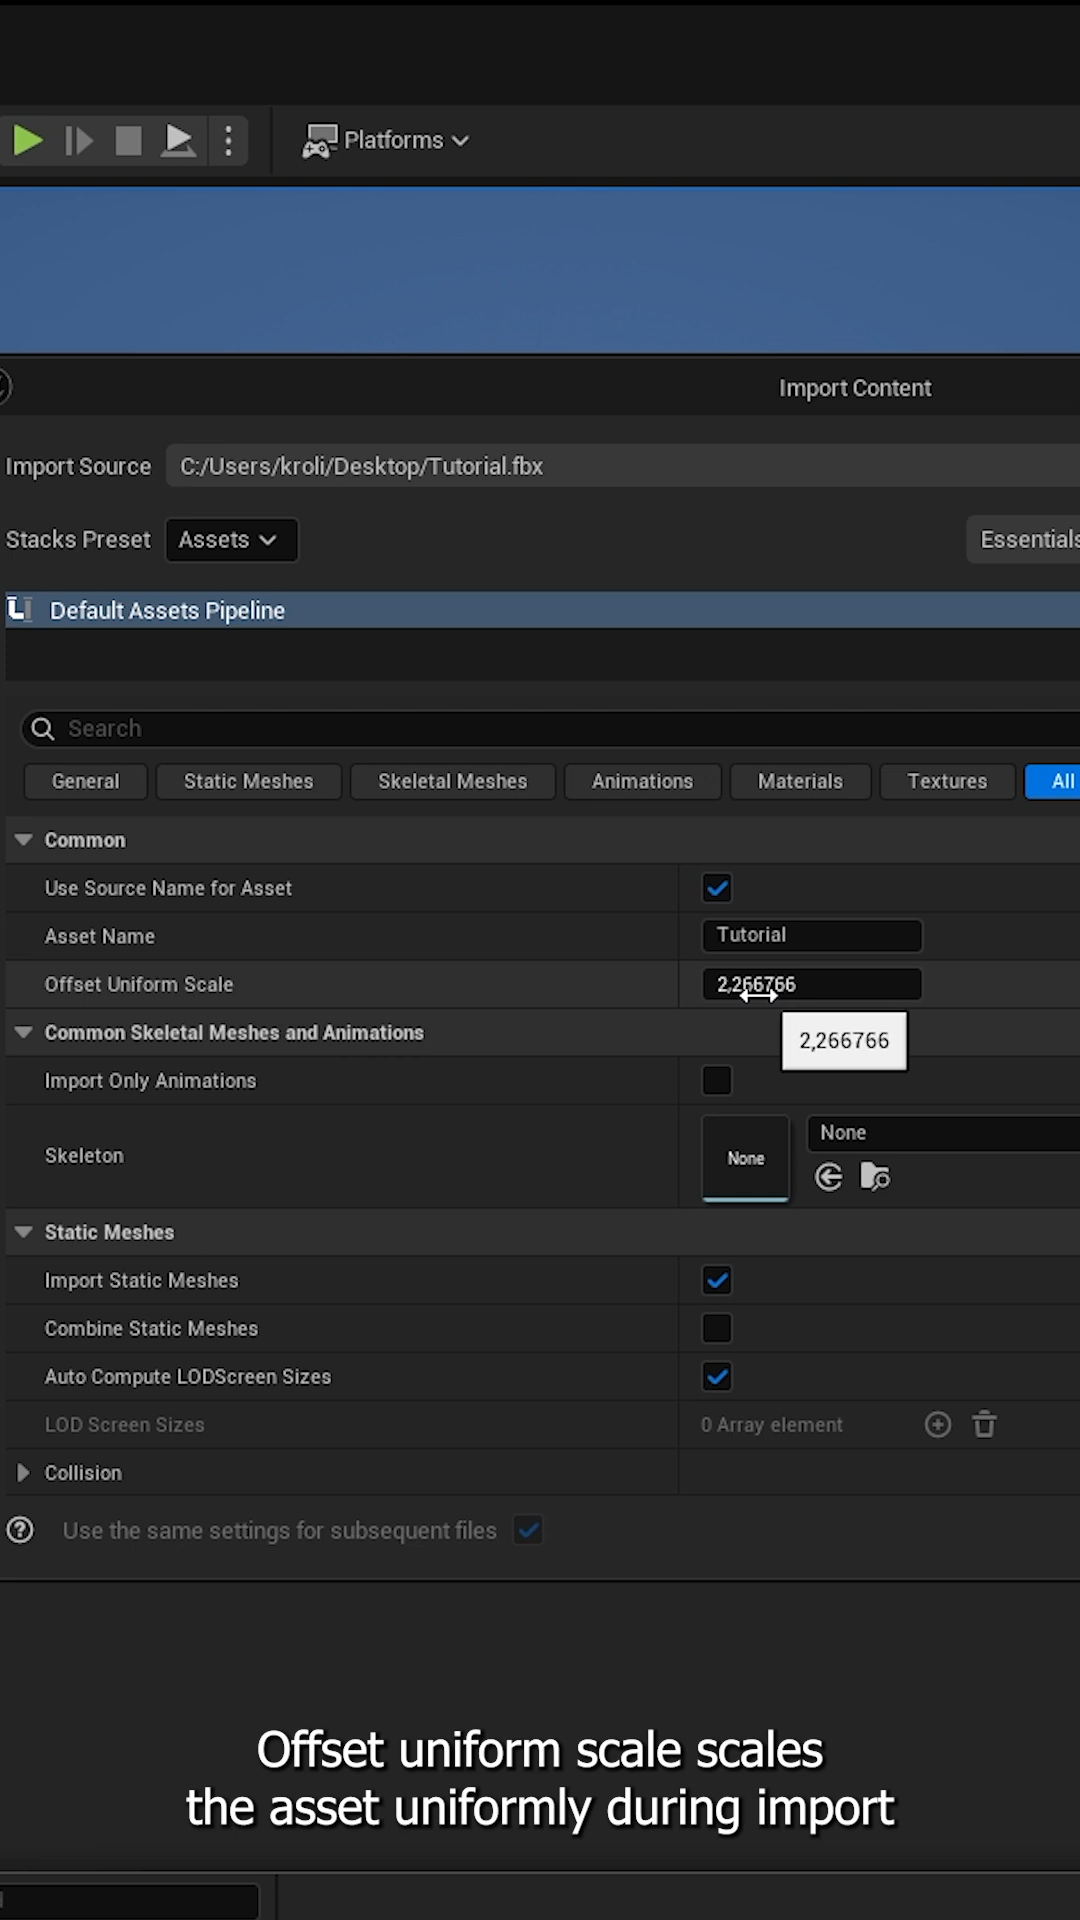 Platforms
Import Content
Import Source C:/Users/kroli/Desktop/Tutorial.fbx
Stacks Preset Assets Essentials
Default Assets Pipeline
Search
General Static Meshes Skeletal Meshes Animations Materials Textures All
Common
Use Source Name for Asset
Asset Name Tutorial
Offset Uniform Scale 2,266766
Common Skeletal Meshes and Animations
2,266766
Import Only Animations
Skeleton None None
Static Meshes
Import Static Meshes
Combine Static Meshes
Auto Compute LODScreen Sizes
LOD Screen Sizes 0 Array element
Collision
Use the same settings for subsequent files
Offset uniform scale scales
the asset uniformly during import